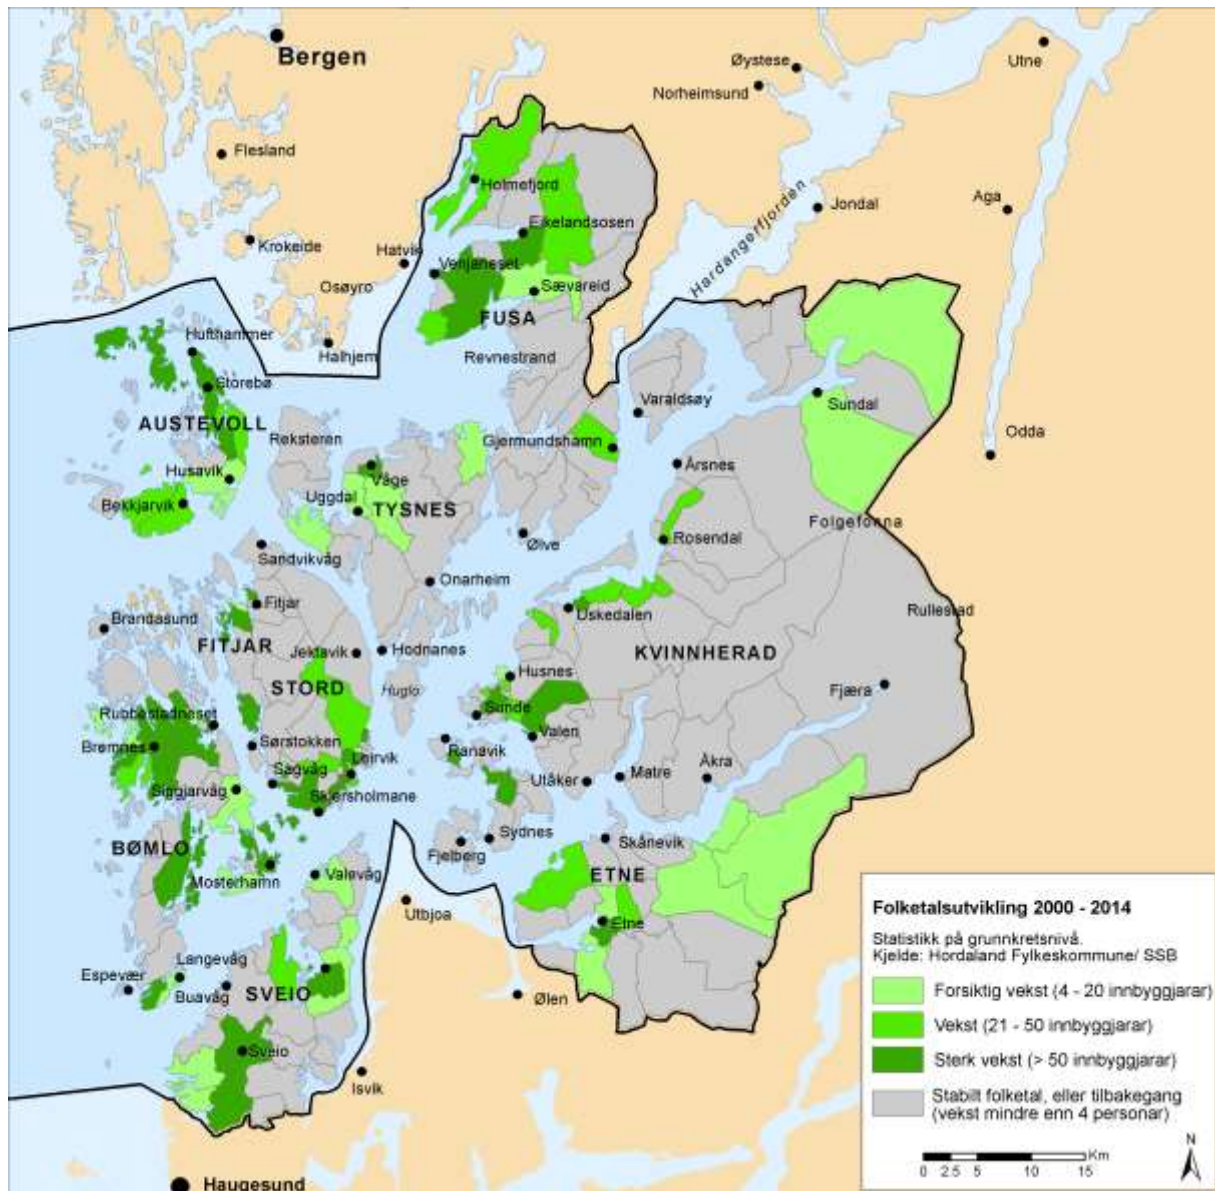 Bergen
Øystese
Utne
Norheimsund
Flesland
Holmefjord
Hardangerfjorden
Jondal
Aga
Krokeide
Eikelandsosen
Hatvik
Venjaneset
Osøyro
Sævareid
FUSA
Hufthammer
Halhjem
Revnestrand
Storebø
Varaldsøy
Sundal
AUSTEVOLL
Reksteren
Gjermundshamn
Odda
Husavik
Våge
Årsnes
Bekkjarvik
Uggdal
TYSNES
Folgefonna
Sandvikvåg
Ølve
Rosendal
Onarheim
Fitjar
Uskedalen
Rullestad
Brandasund
FITJAR
Jektavik
Hodnanes
KVINNHERAD
STORD
Huglo
Husnes
Fjæra
Rubbestadneset
Sunde
Brømnes
Sørstokken
Ranavik
Valen
Sagvåg
Leirvik
Utåker
Matre
Åkra
Siggjarvåg
Skjersholmane
BØMLO
Fjelberg
Sydnes
Skånevik
Mosterhamn
Valevåg
ETNE
Utbjoa
Etne
Langevåg
Espevær
Buavåg
SVEIO
Ølen
Sveio
Isvik
Haugesund
Folketalsutvikling 2000 - 2014
Statistikk på grunnkretsnivå.
Kjelde: Hordaland Fylkeskommune/ SSB
Forsiktig vekst (4 - 20 innbyggjarar)
Vekst (21 - 50 innbyggjarar)
Sterk vekst (> 50 innbyggjarar)
Stabilt folketal, eller tilbakegang
(vekst mindre enn 4 personar)
N
Km
0 2.5 5 10 15